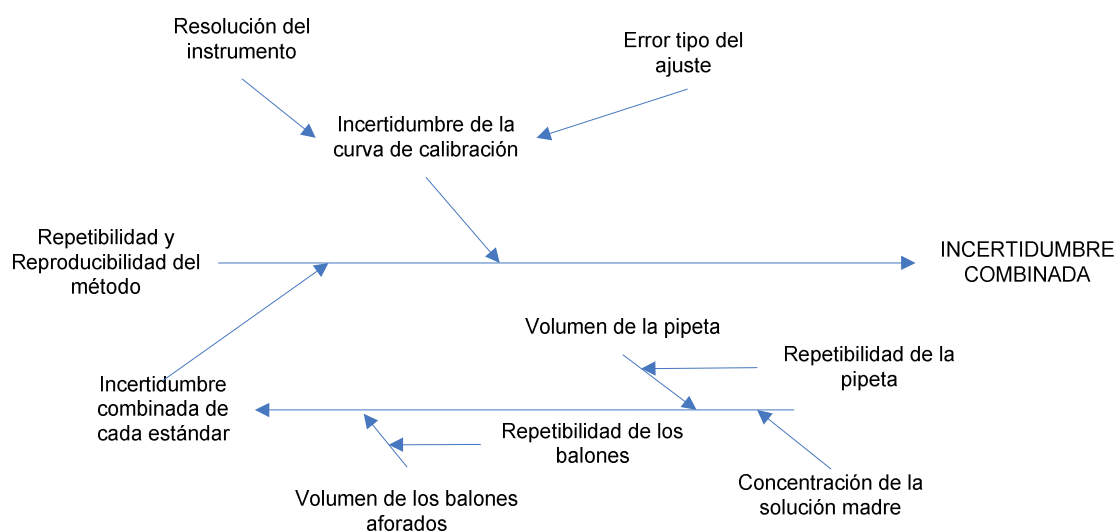 Resolución del
instrumento
Error tipo del
ajuste
Incertidumbre de la
curva de calibración
Repetibilidad y
Reproducibilidad del
método
INCERTIDUMBRE
COMBINADA
Volumen de la pipeta
Repetibilidad de la
pipeta
Incertidumbre
combinada de
cada estándar
Repetibilidad de los
balones
Volumen de los balones
aforados
Concentración de la
solución madre